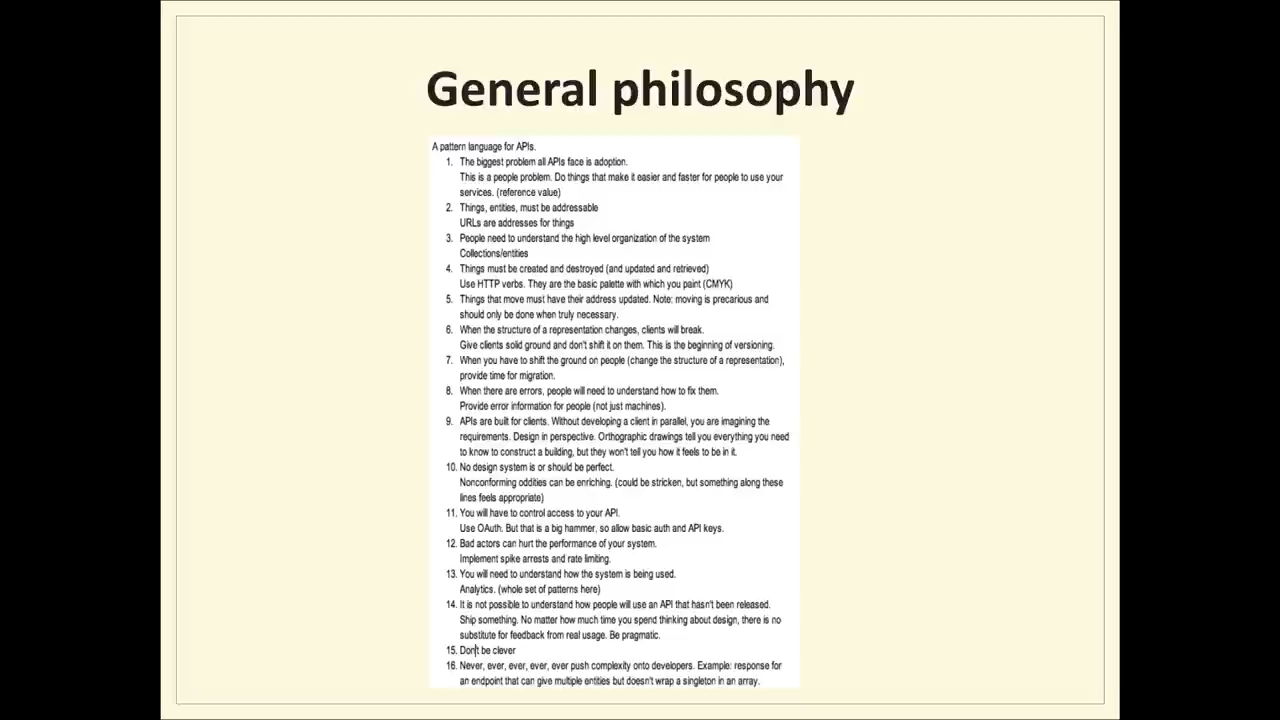 General philosophy
A pattern language for APIs.
1. The biggest problem all APIs face is adoption.
This is a people problem. Do things that make it easier and faster for people to use your
services. (reference value)
2. Things, entities, must be addressable
URLs are addresses for things
3. People need to understand the high level organization of the system
Collections/entities
4. Things must be created and destroyed (and updated and retrieved)
Use HTTP verbs. They are the basic palette with which you paint (CMYK)
5. Things that move must have their address updated. Note: moving is precarious and
should only be done when truly necessary.
6. When the structure of a representation changes, clients will break.
Give clients solid ground and don't shift it on them. This is the beginning of versioning.
7. When you have to shift the ground on people (change the structure of a representation),
provide time for migration.
8. When there are errors, people will need to understand how to fix them.
Provide error information for people (not just machines).
9. APIs are built for clients. Without developing a client in parallel, you are imagining the
requirements. Design in perspective. Orthographic drawings tell you everything you need
to know to construct a building, but they won't tell you how it feels to be in it.
10. No design system is or should be perfect.
Nonconforming oddities can be enriching. (could be stricken, but something along these
lines feels appropriate)
11. You will have to control access to your API.
Use OAuth. But that is a big hammer, so allow basic auth and API keys.
12. Bad actors can hurt the performance of your system.
Implement spike arrests and rate limiting.
13. You will need to understand how the system is being used.
Analytics. (whole set of patterns here)
14. It is not possible to understand how people will use an API that hasn't been released.
Ship something. No matter how much time you spend thinking about design, there is no
substitute for feedback from real usage. Be pragmatic.
15. Don't be clever
16. Never, ever, ever, ever, ever push complexity onto developers. Example: response for
an endpoint that can give multiple entities but doesn't wrap a singleton in an array.